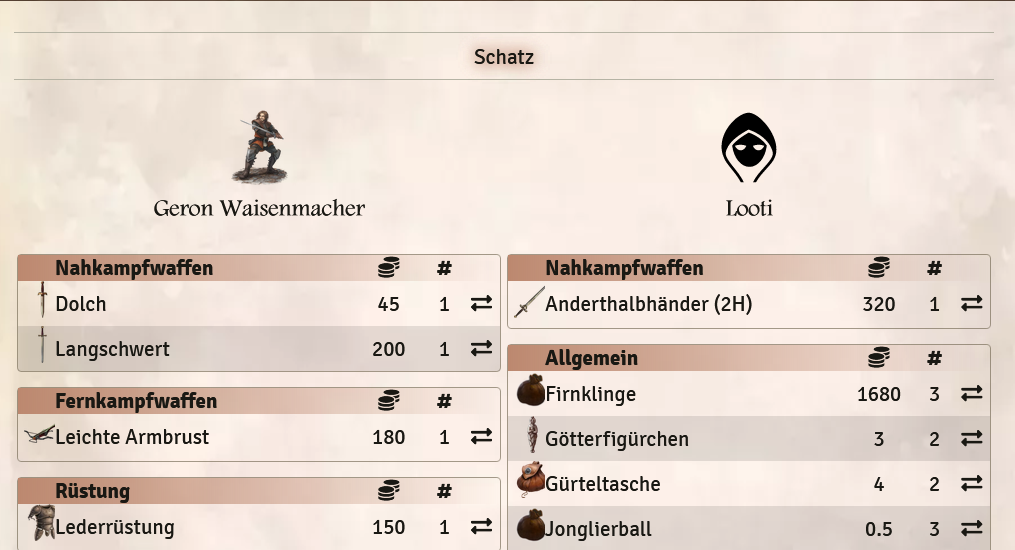 Schatz
Geron Waisenmacher
Nahkampfwaffen #
Dolch 45 1
Langschwert 200 1
Fernkampfwaffen #
Leichte Armbrust 180 1
Rüstung #
Lederrüstung 150 1
Looti
Nahkampfwaffen #
Anderthalbhänder (2H) 320 1
Allgemein #
Firnklinge 1680 3
Götterfigürchen 3 2
Gürteltasche 4 2
Jonglierball 0.5 3